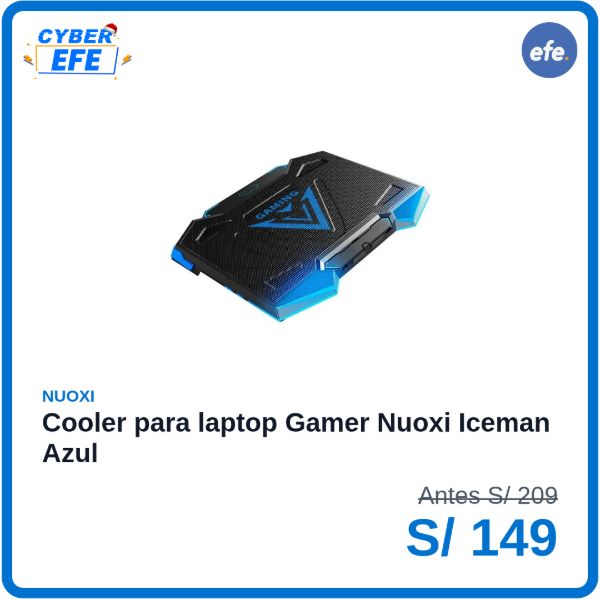 CYBER
EFE
efe.
GAMING
NUOXI
Cooler para laptop Gamer Nuoxi Iceman
Azul
Antes S/ 209
S/ 149